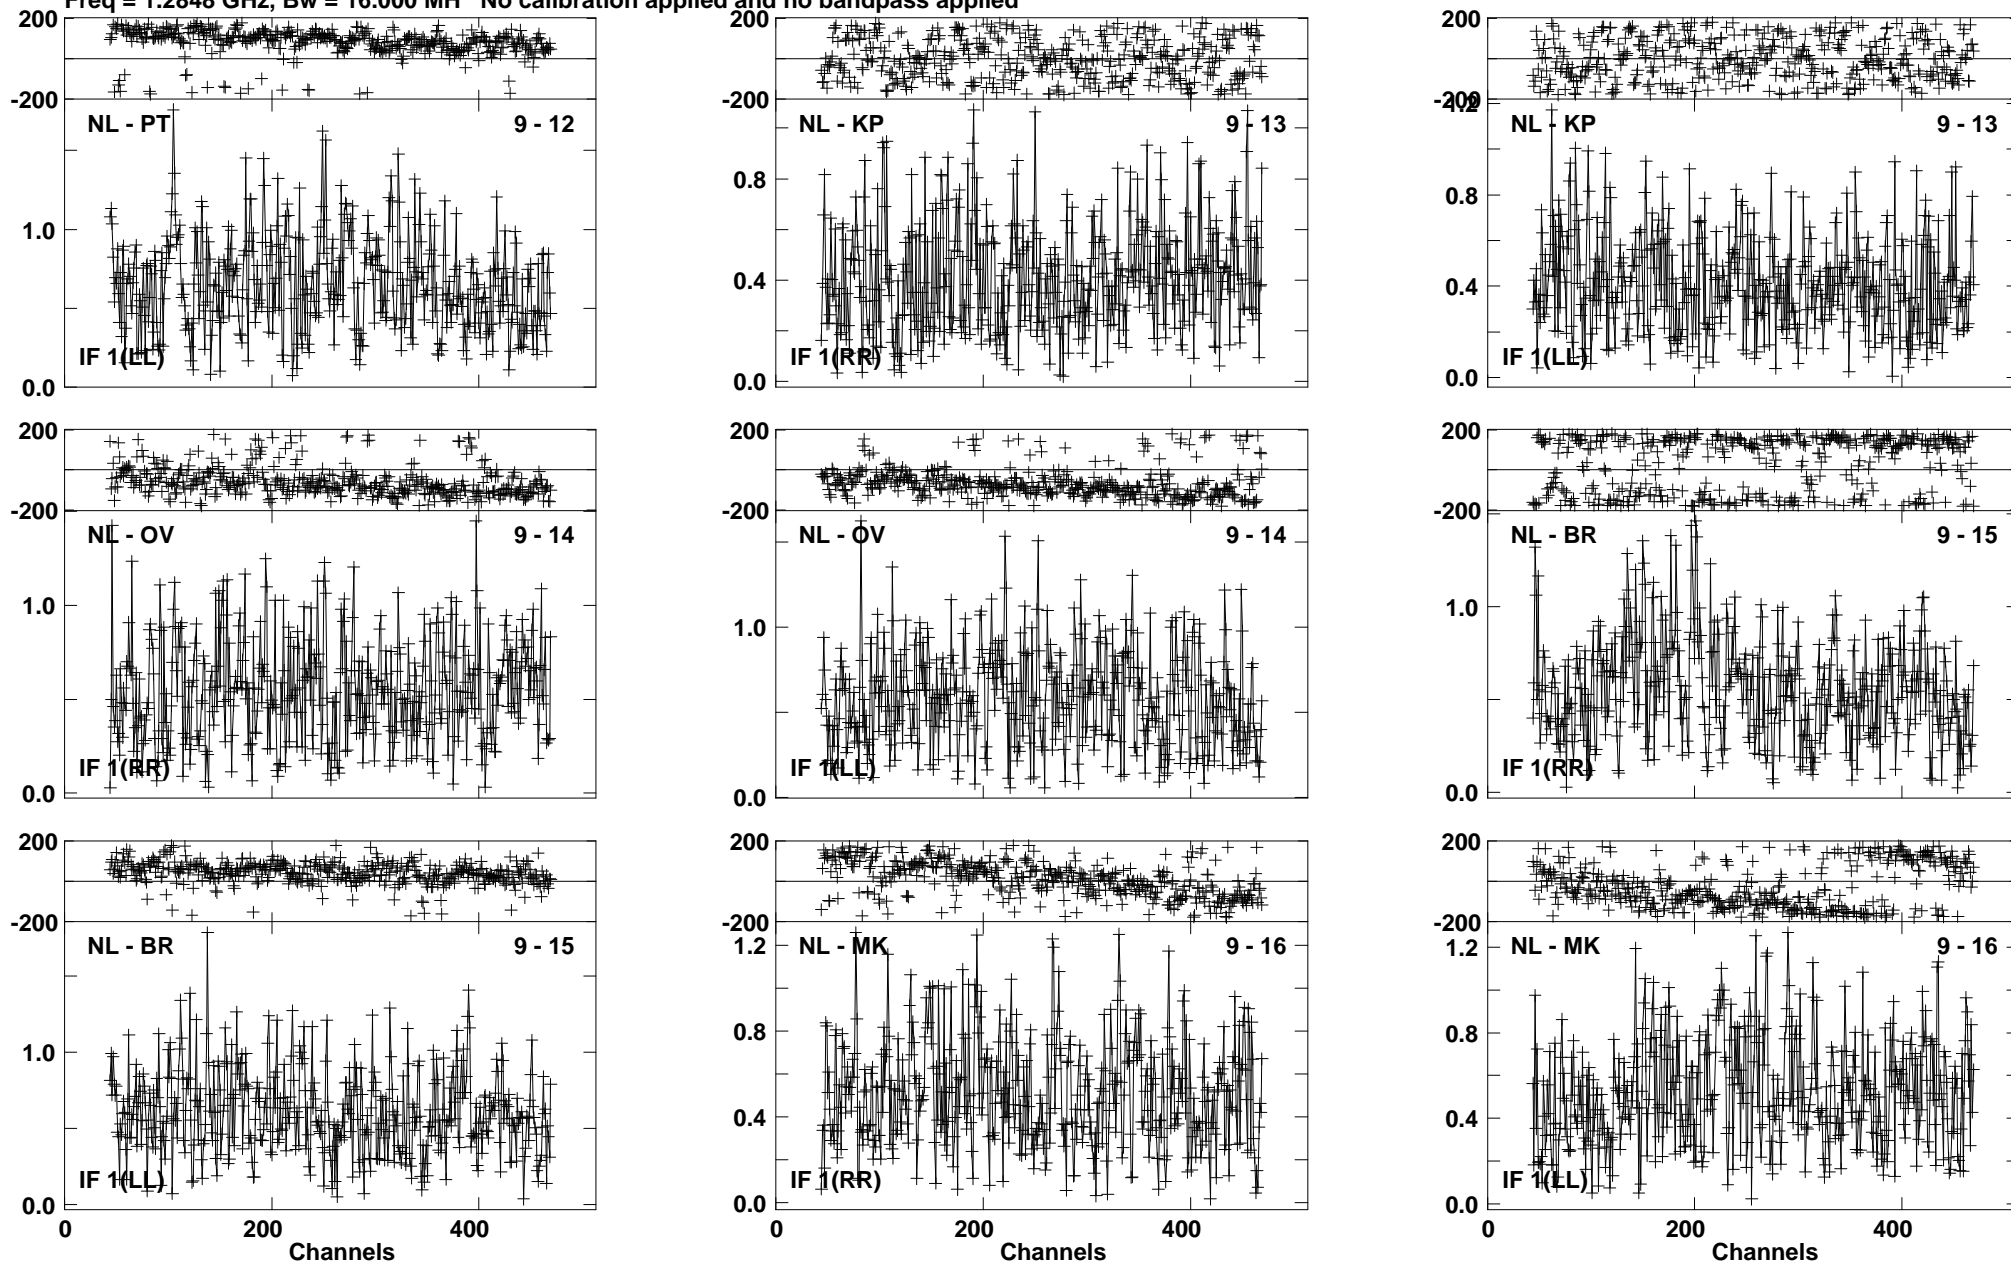 Freq = 1.2848 GHz, Bw = 16.000 MH No calibration applied and no bandpass applied
200
-200
NL - PT 9 - 12
1.0
IF 1(LL)
0.0
200
-200
NL - KP 9 - 13
0.8
0.4
IF 1(RR)
0.0
200
-200
1.2
NL - KP 9 - 13
0.8
0.4
IF 1(LL)
0.0
200
-200
NL - OV 9 - 14
1.0
IF 1(RR)
0.0
200
-200
NL - OV 9 - 14
1.0
IF 1(LL)
0.0
200
-200
NL - BR 9 - 15
1.0
IF 1(RR)
0.0
200
-200
NL - BR 9 - 15
1.0
IF 1(LL)
0.0
0 200 400
Channels
200
-200
1.2
NL - MK 9 - 16
0.8
0.4
IF 1(RR)
0.0
0 200 400
Channels
200
-200
1.2
NL - MK 9 - 16
0.8
0.4
IF 1(LL)
0.0
0 200 400
Channels